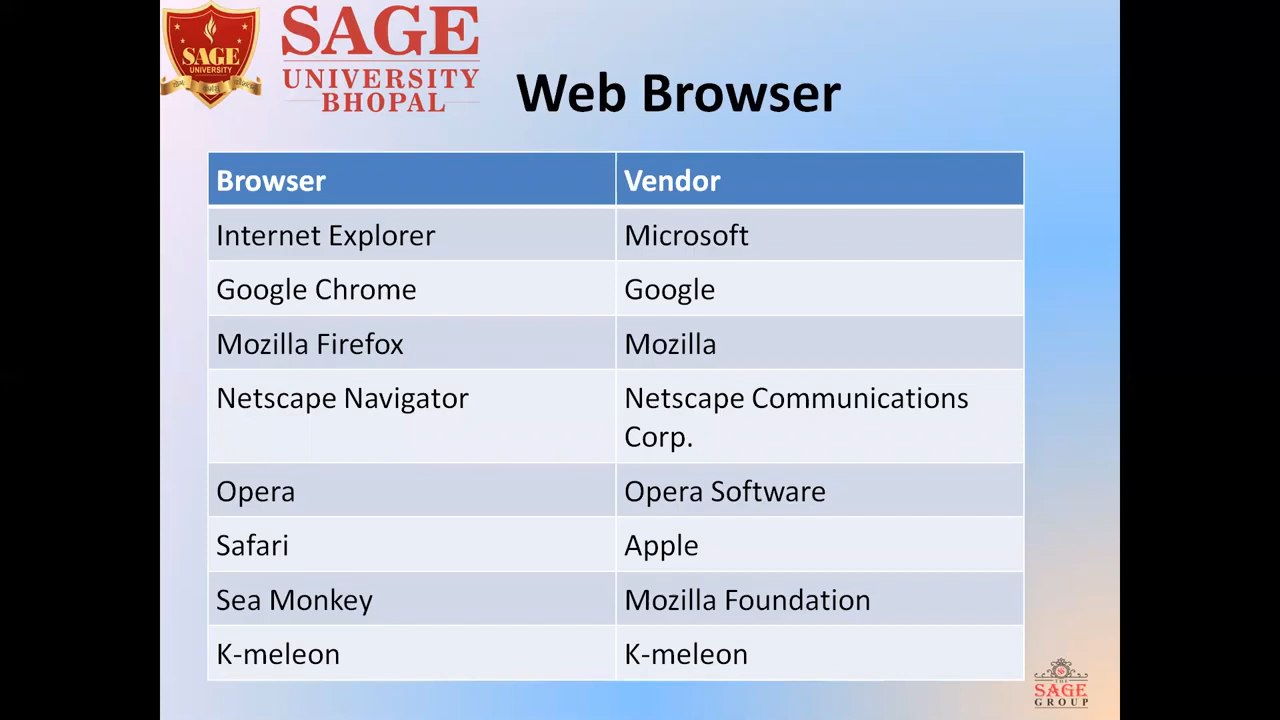 SAGE
UNIVERSITY
SAGE
UNIVERSITY
BHOPAL
Web Browser
Browser Vendor
Internet Explorer Microsoft
Google Chrome Google
Mozilla Firefox Mozilla
Netscape Navigator Netscape Communications
Corp.
Opera Opera Software
Safari Apple
Sea Monkey Mozilla Foundation
K-meleon K-meleon
THE
SAGE
GROUP